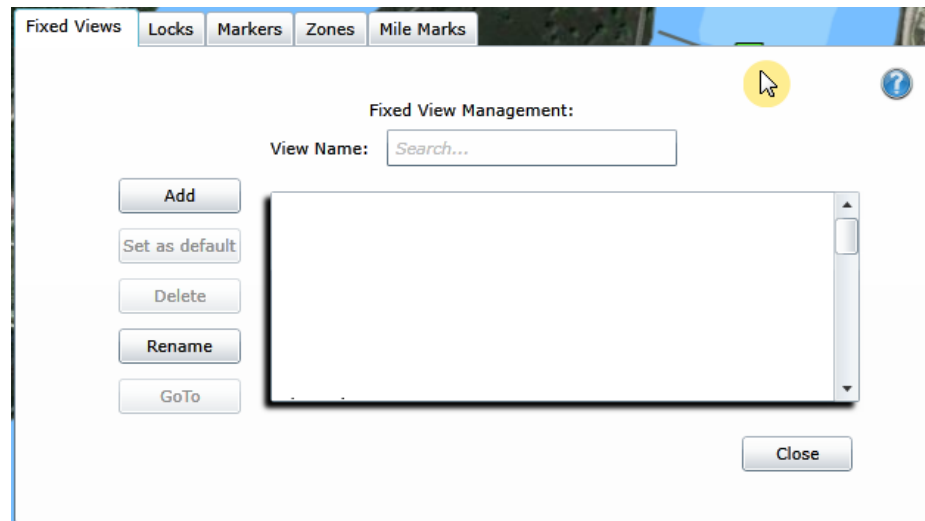 Fixed Views Locks Markers Zones Mile Marks
?
Fixed View Management:
View Name: Search...
Add
Set as default
Delete
Rename
GoTo
Close